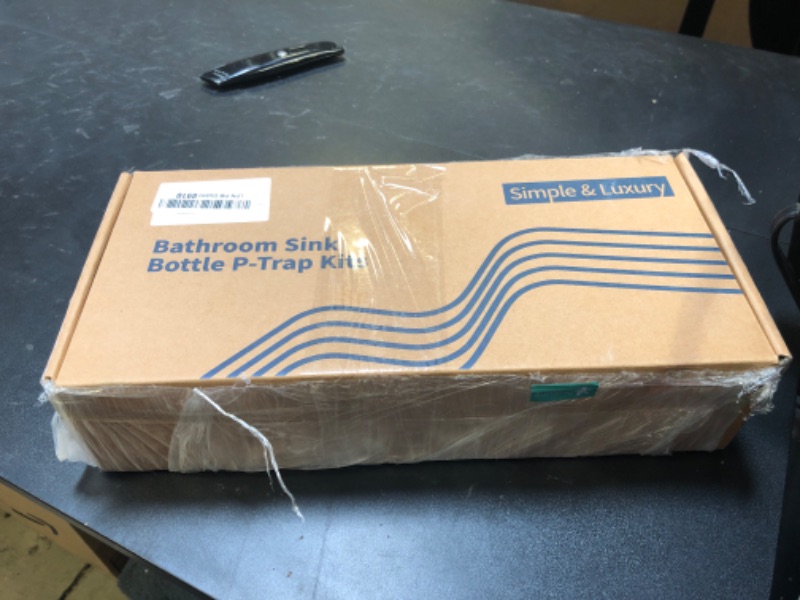 Simple & Luxury
Bathroom Sink
Bottle P-Trap Kits